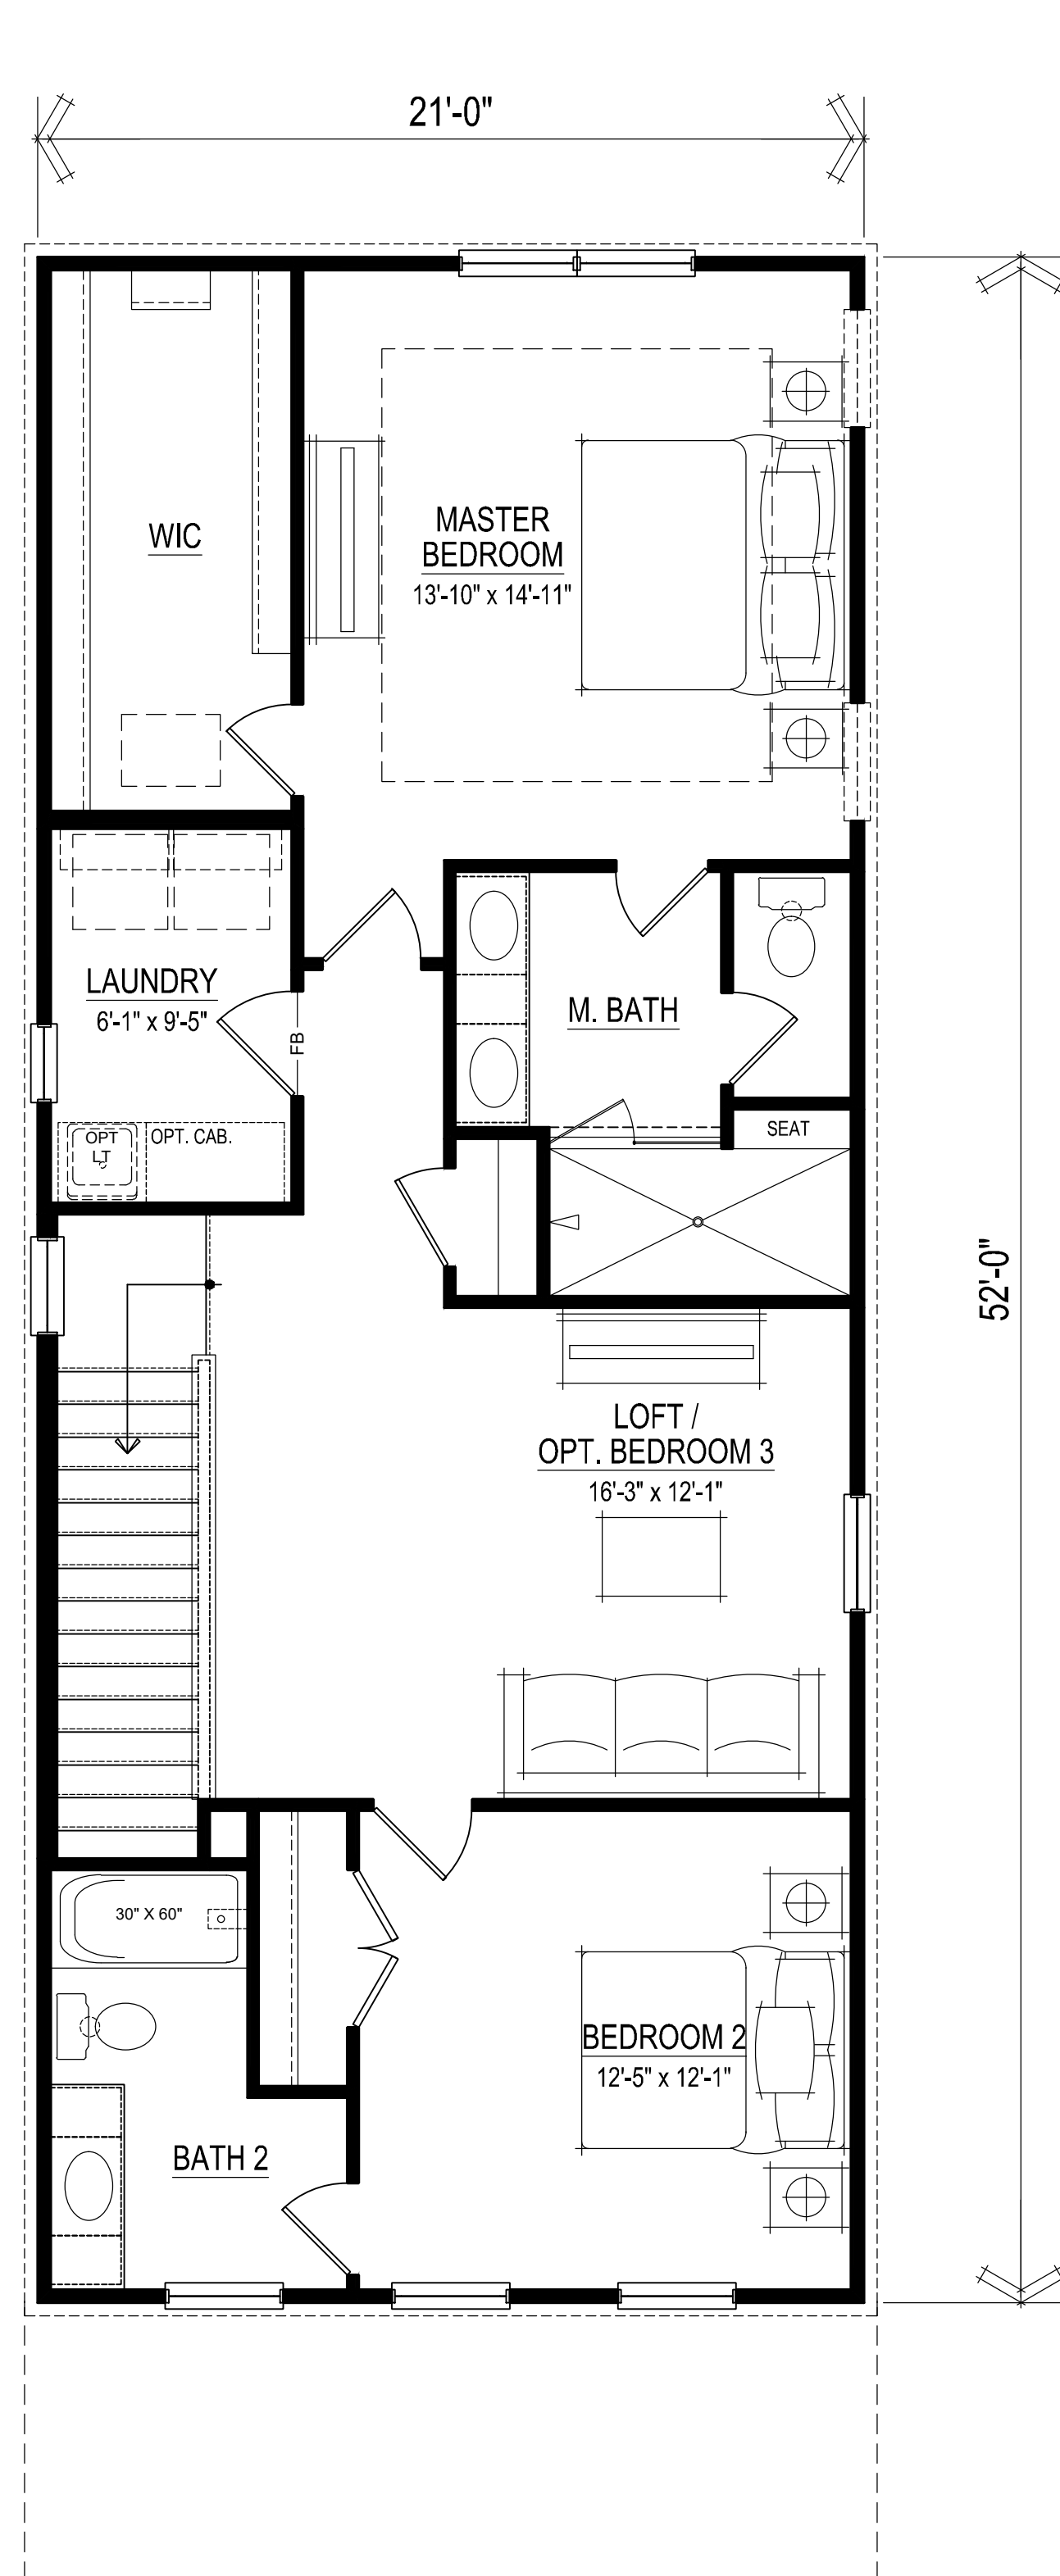 21'-0"
WIC
MASTER
BEDROOM
13'-10" x 14'-11"
LAUNDRY
6'-1" x 9'-5"
FB
M. BATH
OPT
LT
OPT. CAB.
SEAT
52'-0"
LOFT /
OPT. BEDROOM 3
16'-3" x 12'-1"
30" X 60"
BEDROOM 2
12'-5" x 12'-1"
BATH 2